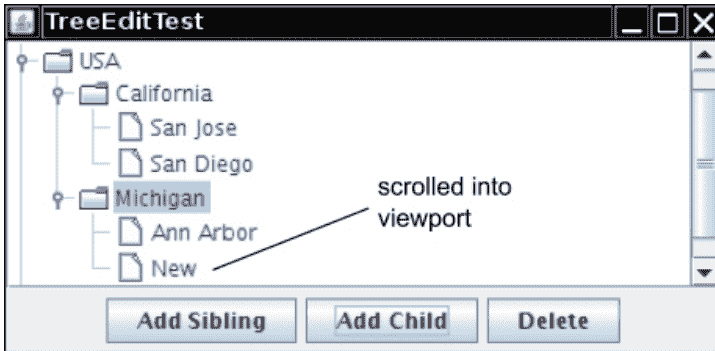 TreeEditTest
USA
California
San Jose
San Diego
Michigan
Ann Arbor
New
scrolled into
viewport
Add Sibling
Add Child
Delete